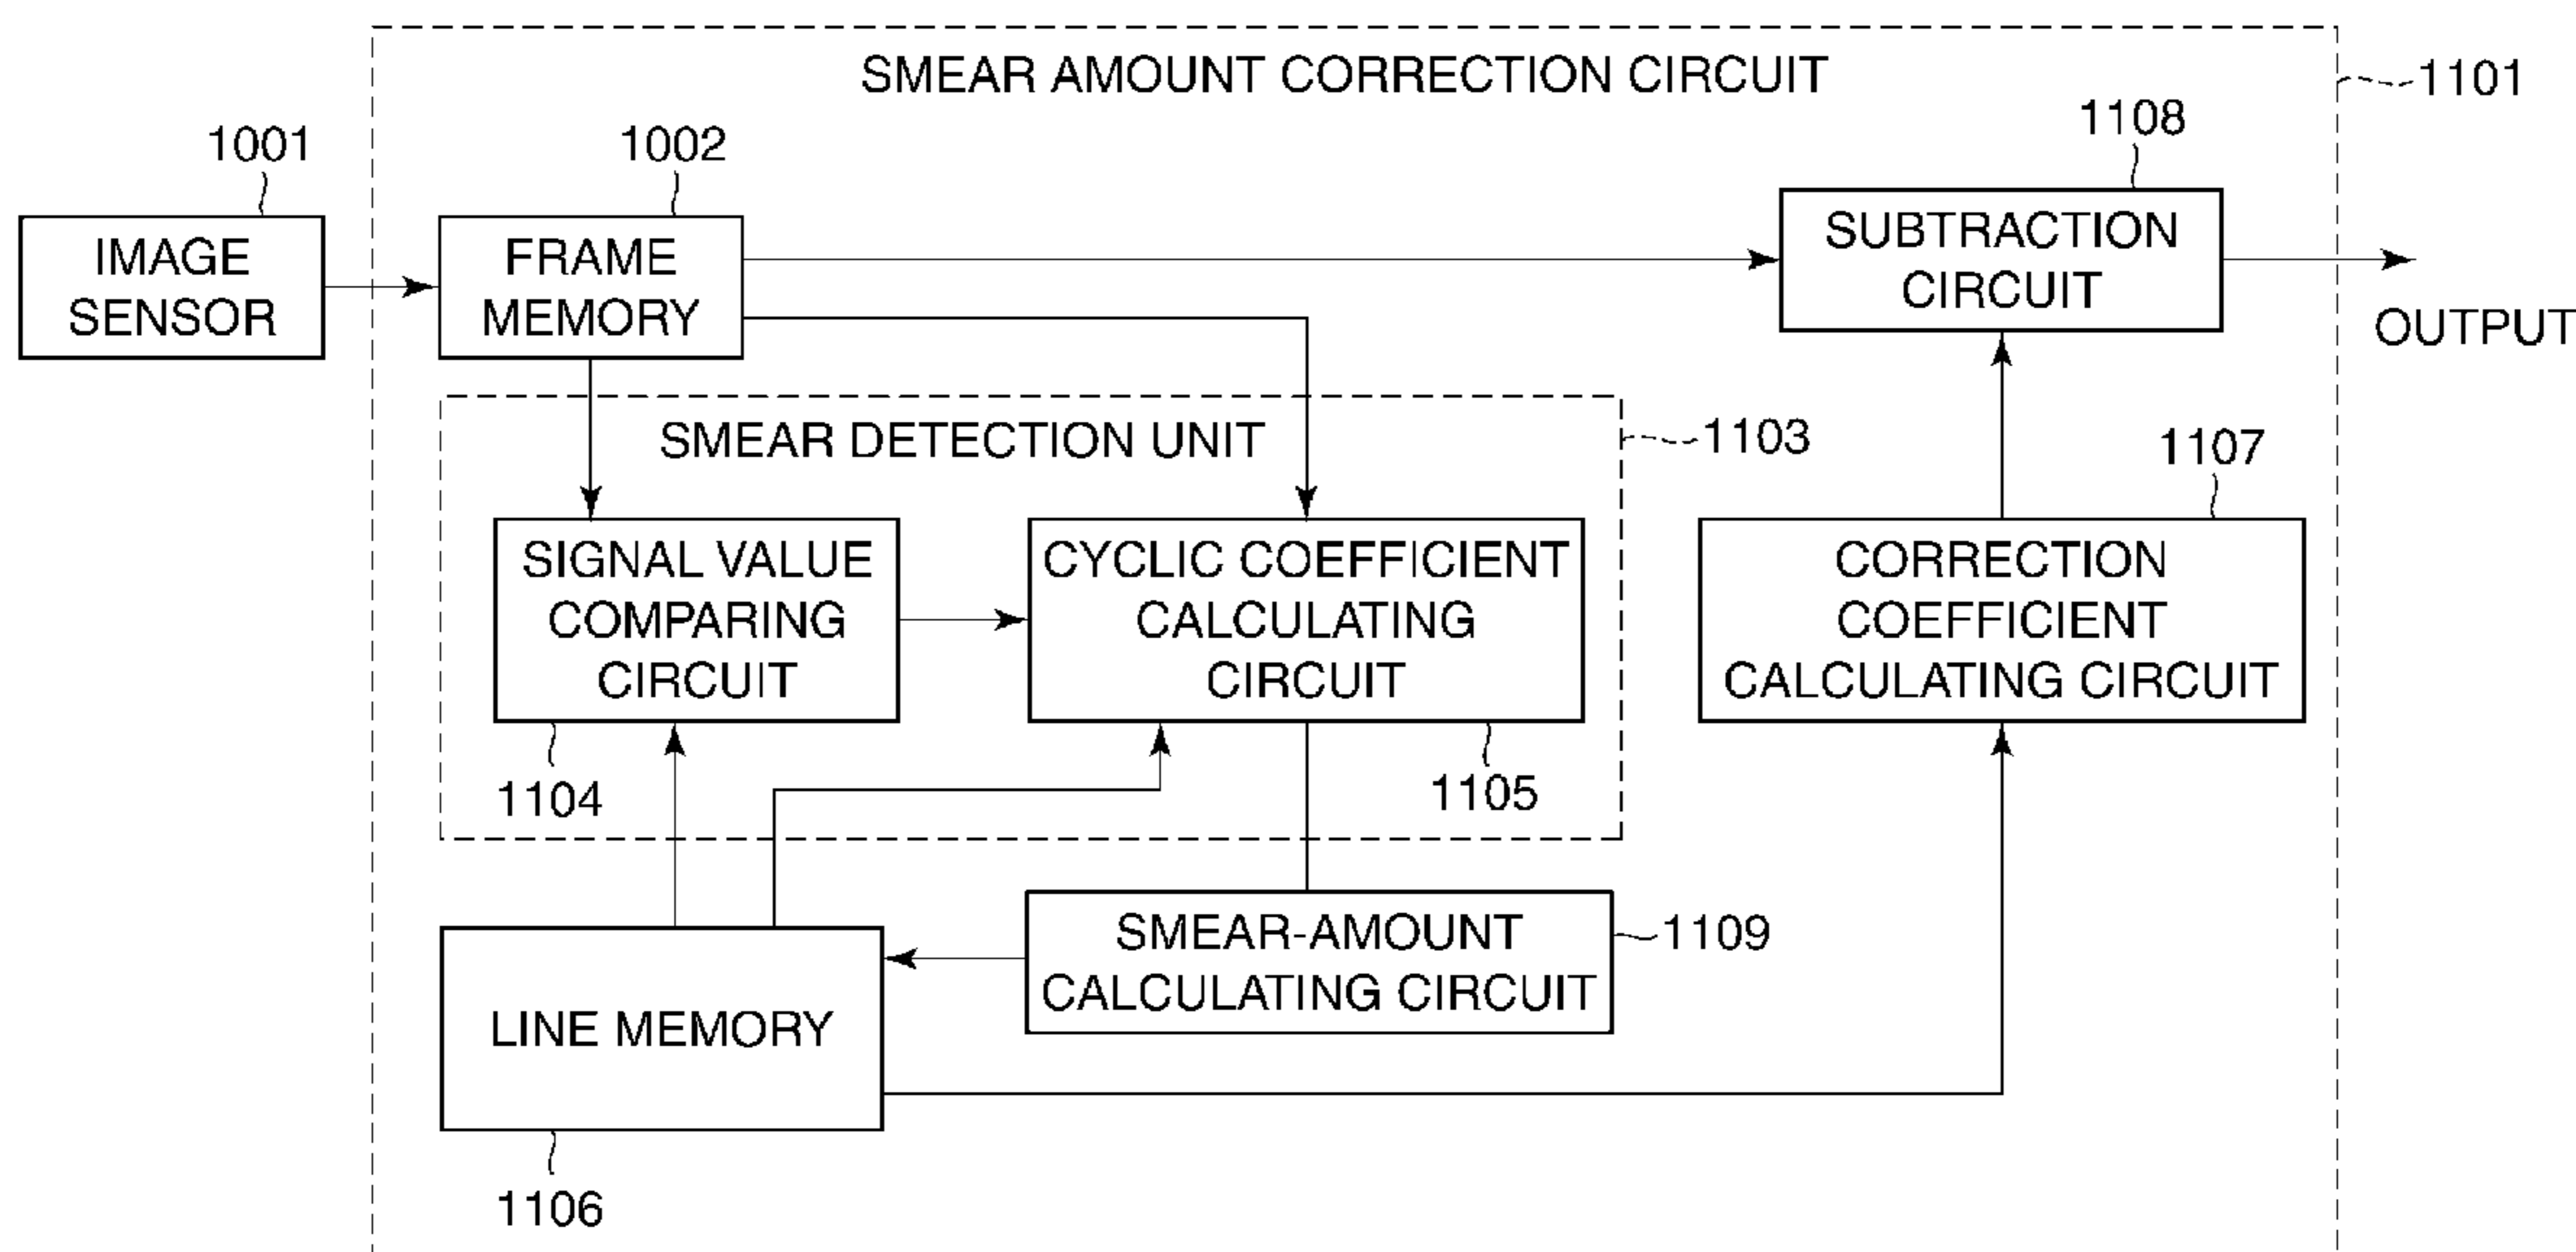 SMEAR AMOUNT CORRECTION CIRCUIT
1101
1001
1002
1108
IMAGE
SENSOR
FRAME
MEMORY
SUBTRACTION
CIRCUIT
OUTPUT
SMEAR DETECTION UNIT
1103
1107
SIGNAL VALUE
COMPARING
CIRCUIT
CYCLIC COEFFICIENT
CALCULATING
CIRCUIT
CORRECTION
COEFFICIENT
CALCULATING CIRCUIT
1104
1105
LINE MEMORY
SMEAR-AMOUNT
CALCULATING CIRCUIT
1109
1106